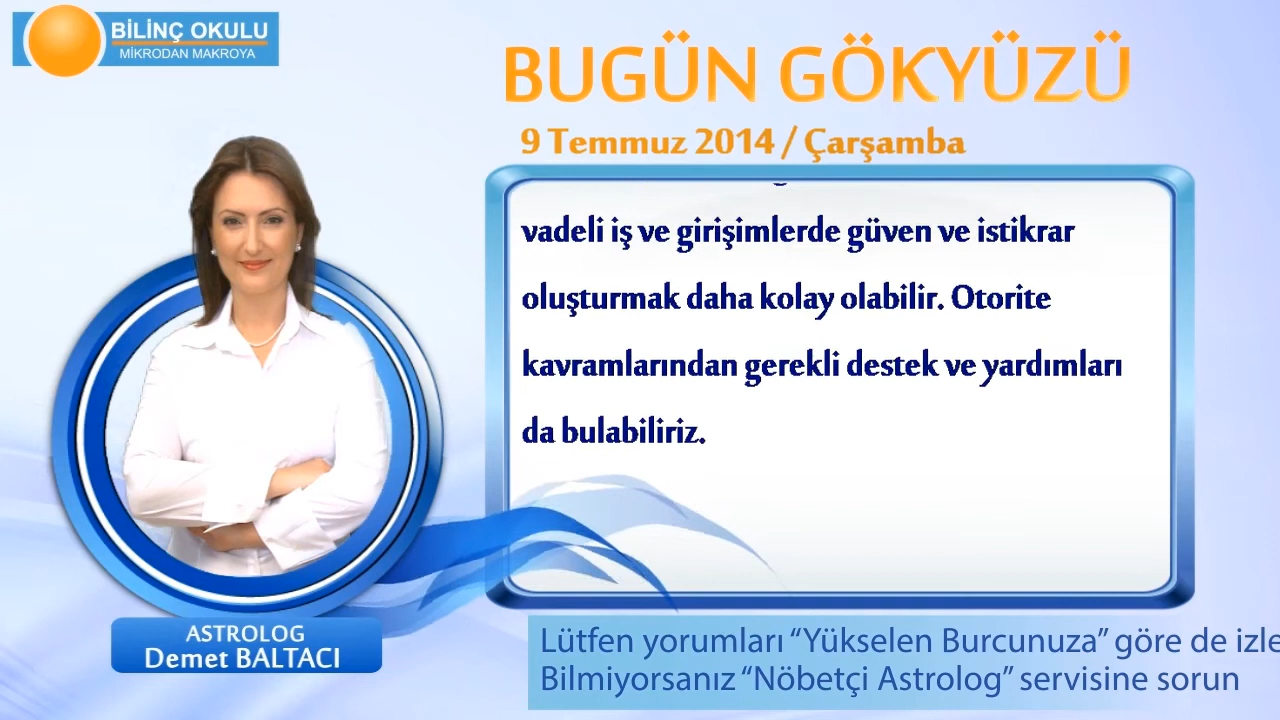 BİLİNÇ OKULU
MİKRODAN MAKROYA
BUGÜN GÖKYÜZÜ
9 Temmuz 2014 / Çarşamba
vadeli iş ve girişimlerde güven ve istikrar
oluşturmak daha kolay olabilir. Otorite
kavramlarından gerekli destek ve yardımları
da bulabiliriz.
ASTROLOG
Demet BALTACI
Lütfen yorumları “Yükselen Burcunuza” göre de izle
Bilmiyorsanız “Nöbetçi Astrolog” servisine sorun